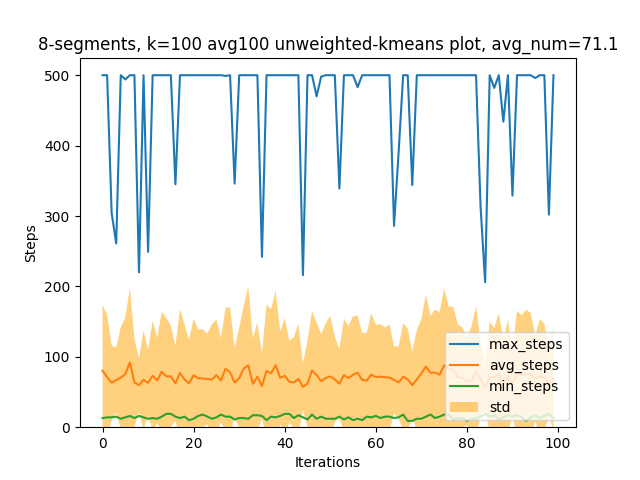 8-segments, k=100 avg100 unweighted-kmeans plot, avg_num=71.1
500
400
300
200
100
0
Steps
0 20 40 60 80 100
Iterations
max_steps
avg_steps
min_steps
std